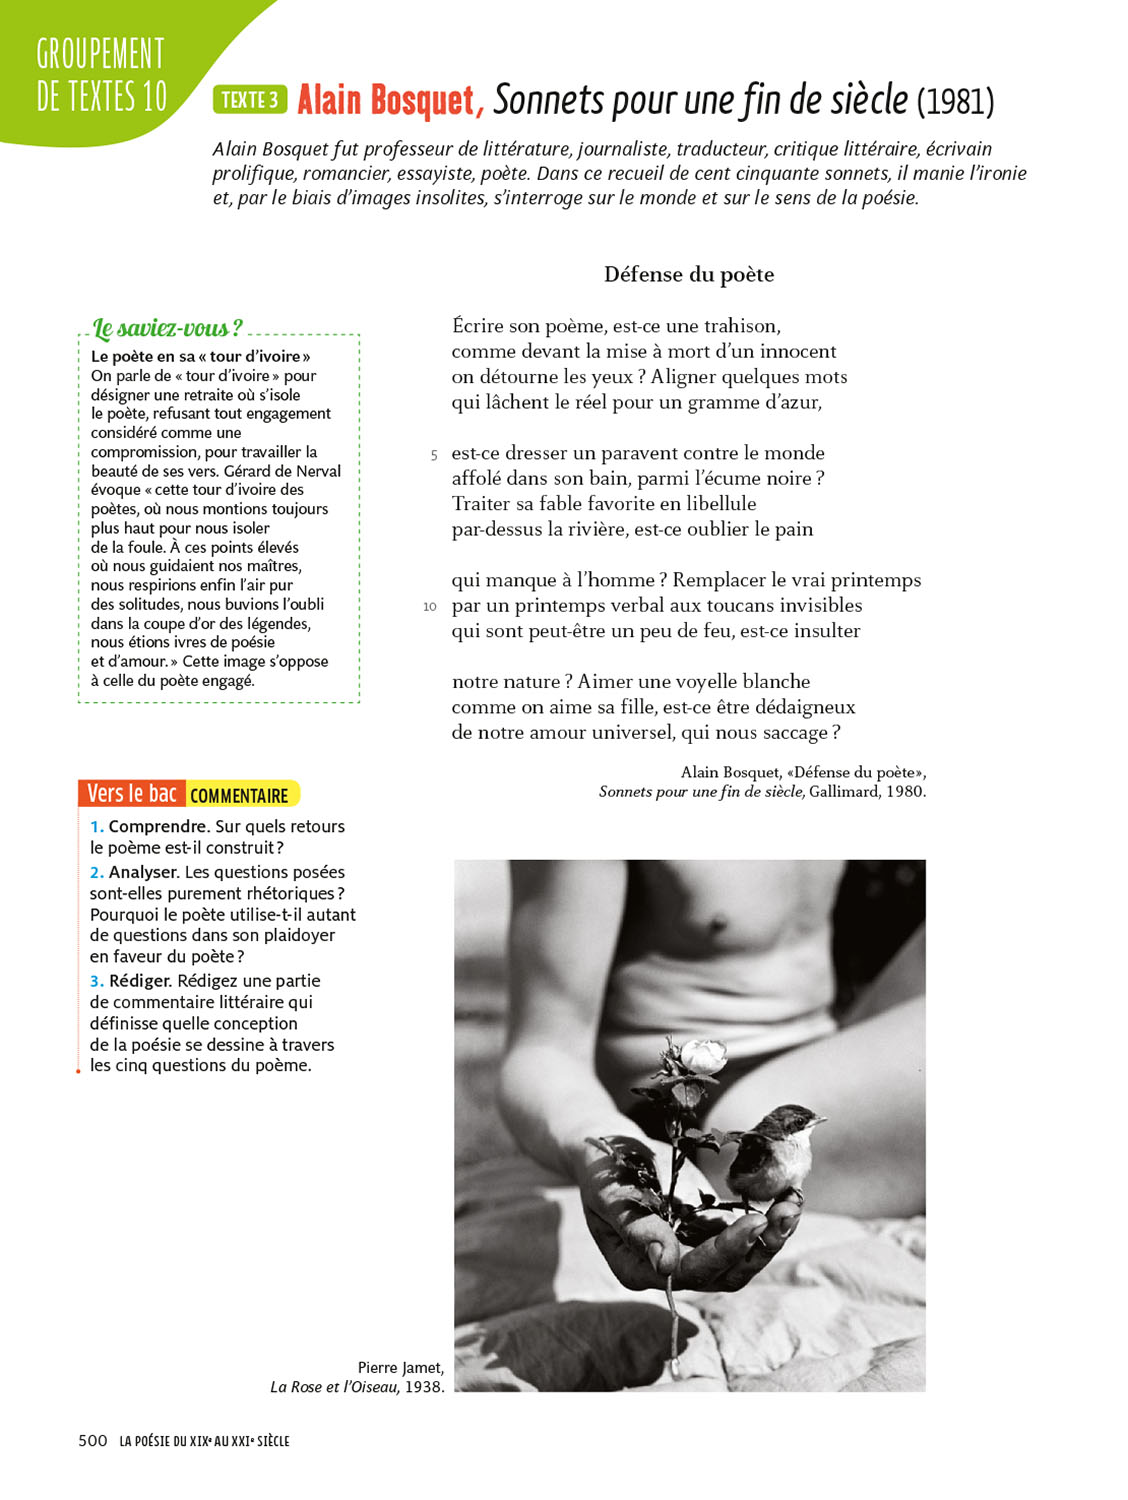 GROUPEMENT
DE TEXTES 10
TEXTE 3 Alain Bosquet, Sonnets pour une fin de siècle (1981)
Alain Bosquet fut professeur de littérature, journaliste, traducteur, critique littéraire, écrivain
prolifique, romancier, essayiste, poète. Dans ce recueil de cent cinquante sonnets, il manie l’ironie
et, par le biais d’images insolites, s’interroge sur le monde et sur le sens de la poésie.
Défense du poète
Écrire son poème, est-ce une trahison,
comme devant la mise à mort d’un innocent
on détourne les yeux ? Aligner quelques mots
qui lâchent le réel pour un gramme d’azur,
5 est-ce dresser un paravent contre le monde
affolé dans son bain, parmi l’écume noire ?
Traiter sa fable favorite en libellule
par-dessus la rivière, est-ce oublier le pain
qui manque à l’homme ? Remplacer le vrai printemps
10 par un printemps verbal aux toucans invisibles
qui sont peut-être un peu de feu, est-ce insulter
notre nature ? Aimer une voyelle blanche
comme on aime sa fille, est-ce être dédaigneux
de notre amour universel, qui nous saccage ?
Alain Bosquet, «Défense du poète»,
Sonnets pour une fin de siècle, Gallimard, 1980.
Le saviez-vous ?
Le poète en sa « tour d’ivoire »
On parle de « tour d’ivoire » pour
désigner une retraite où s’isole
le poète, refusant tout engagement
considéré comme une
compromission, pour travailler la
beauté de ses vers. Gérard de Nerval
évoque « cette tour d’ivoire des
poètes, où nous montions toujours
plus haut pour nous isoler
de la foule. À ces points élevés
où nous guidaient nos maîtres,
nous respirions enfin l’air pur
des solitudes, nous buvions l’oubli
dans la coupe d’or des légendes,
nous étions ivres de poésie
et d’amour. » Cette image s’oppose
à celle du poète engagé.
Vers le bac COMMENTAIRE
1. Comprendre. Sur quels retours
le poème est-il construit ?
2. Analyser. Les questions posées
sont-elles purement rhétoriques ?
Pourquoi le poète utilise-t-il autant
de questions dans son plaidoyer
en faveur du poète ?
3. Rédiger. Rédigez une partie
de commentaire littéraire qui
définisse quelle conception
de la poésie se dessine à travers
les cinq questions du poème.
Pierre Jamet,
La Rose et l’Oiseau, 1938.
500 LA POÉSIE DU XIXe AU XXIe SIÈCLE